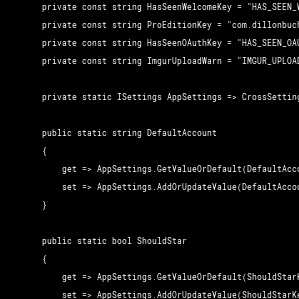 private const string HasSeenWelcomeKey = "HAS_SEEN_W
private const string ProEditionKey = "com.dillonbuch
private const string HasSeenOAuthKey = "HAS_SEEN_OAU
private const string ImgurUploadWarn = "IMGUR_UPLOAD
private static ISettings AppSettings => CrossSetting
public static string DefaultAccount
{
get => AppSettings.GetValueOrDefault(DefaultAcco
set => AppSettings.AddOrUpdateValue(DefaultAccou
}
public static bool ShouldStar
{
get => AppSettings.GetValueOrDefault(ShouldStarK
set => AppSettings.AddOrUpdateValue(ShouldStarKe